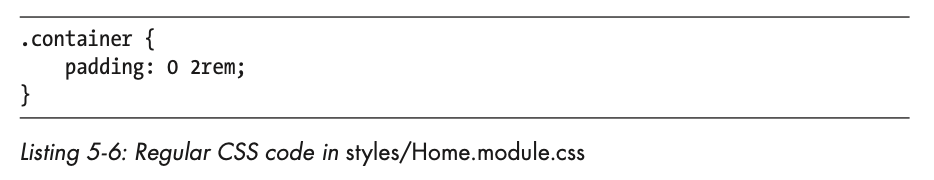 .container {
    padding: 0 2rem;
}
Listing 5-6: Regular CSS code in styles/Home.module.css